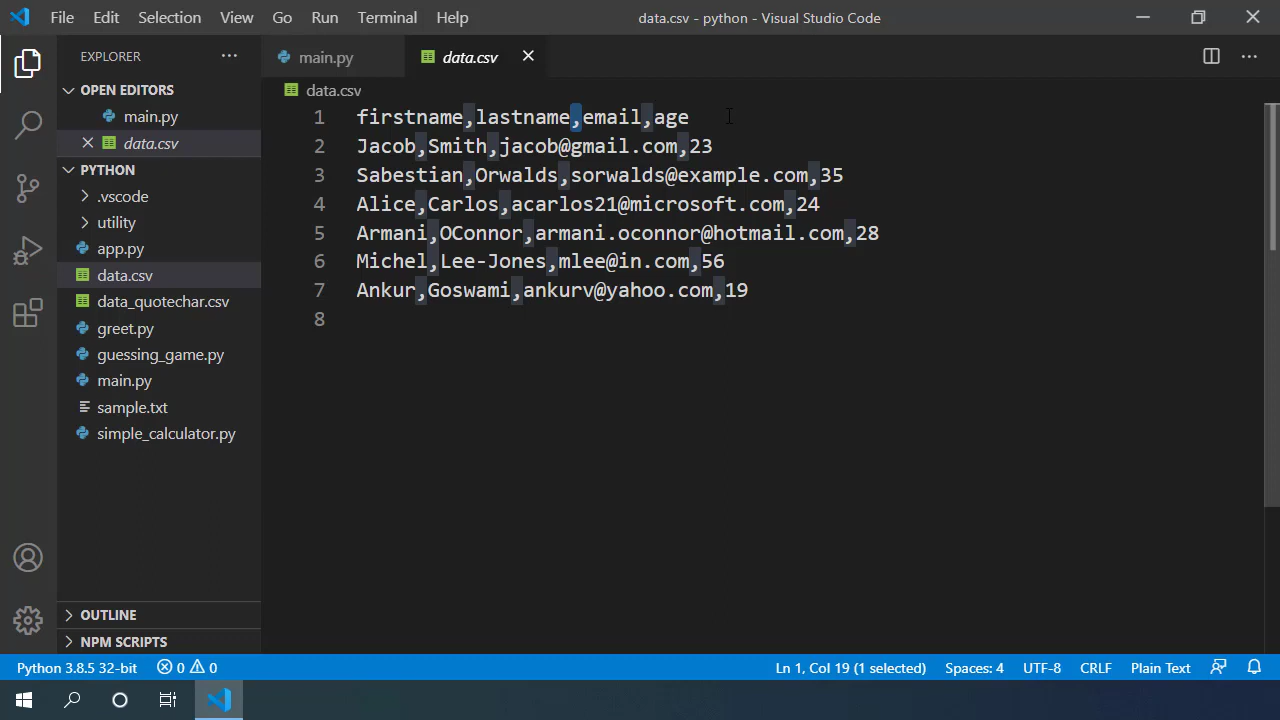 File Edit Selection View Go Run Terminal Help data.csv - python - Visual Studio Code
EXPLORER
main.py data.csv
OPEN EDITORS
main.py
data.csv
PYTHON
.vscode
utility
app.py
data.csv
data_quotechar.csv
greet.py
guessing_game.py
main.py
sample.txt
simple_calculator.py
OUTLINE
NPM SCRIPTS
data.csv
1 firstname,lastname,email,age
2 Jacob,Smith,jacob@gmail.com,23
3 Sabestian,Orwalds,sorwalds@example.com,35
4 Alice,Carlos,acarlos21@microsoft.com,24
5 Armani,OConnor,armani.oconnor@hotmail.com,28
6 Michel,Lee-Jones,mlee@in.com,56
7 Ankur,Goswami,ankurv@yahoo.com,19
8
Python 3.8.5 32-bit 0 0 Ln 1, Col 19 (1 selected) Spaces: 4 UTF-8 CRLF Plain Text